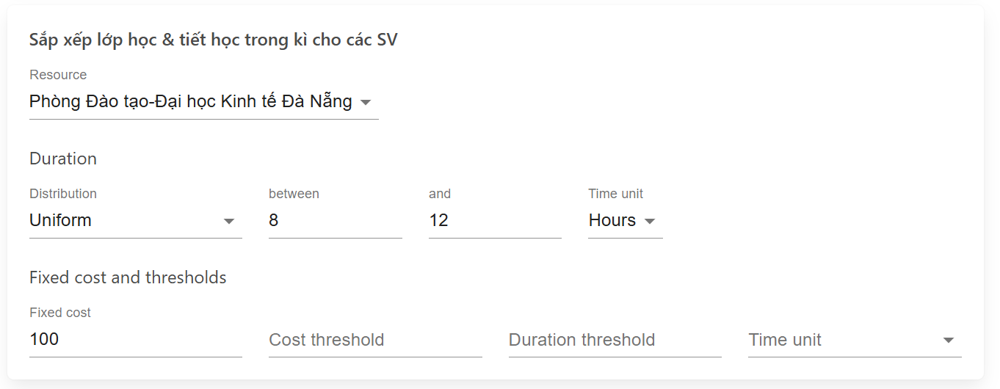 Sắp xếp lớp học & tiết học trong kì cho các SV
Resource
Phòng Đào tạo-Đại học Kinh tế Đà Nẵng
Duration
Distribution between and Time unit
Uniform 8 12 Hours
Fixed cost and thresholds
Fixed cost
100 Cost threshold Duration threshold Time unit